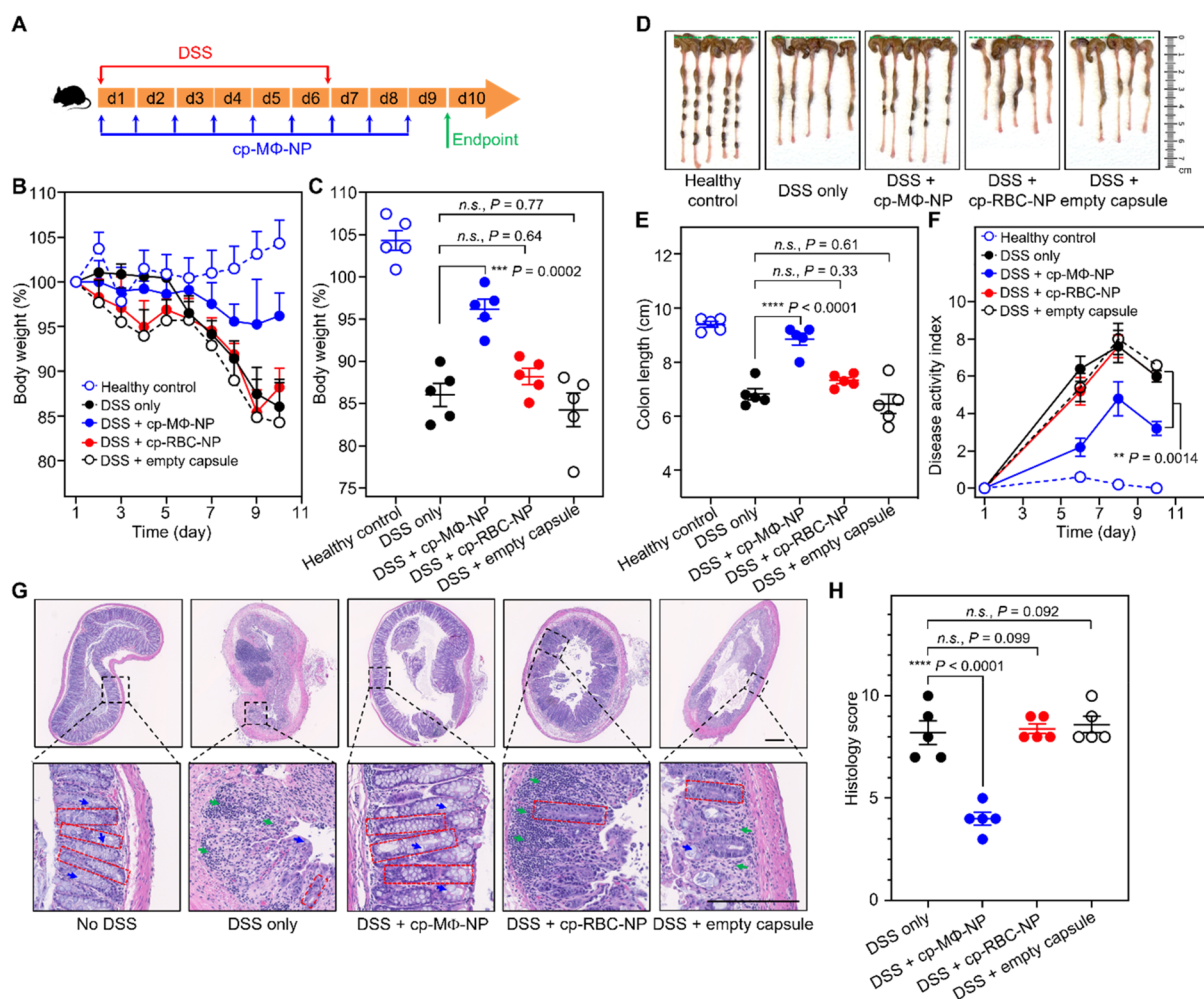 A
DSS
d1 d2 d3 d4 d5 d6 d7 d8 d9 d10
cp-MΦ-NP
Endpoint
B
110
105
100
95
90
85
80
Body weight (%)
Healthy control
DSS only
DSS + cp-MΦ-NP
DSS + cp-RBC-NP
DSS + empty capsule
1 3 5 7 9 11
Time (day)
C
110
105
100
95
90
85
80
75
Body weight (%)
n.s., P = 0.77
n.s., P = 0.64
*** P = 0.0002
Healthy control
DSS only
DSS + cp-MΦ-NP
DSS + cp-RBC-NP
DSS + empty capsule
D
0
1
2
3
4
5
6
7
cm
Healthy
control
DSS only
DSS +
cp-MΦ-NP
DSS +
cp-RBC-NP
DSS +
empty capsule
E
12
10
8
6
4
Colon length (cm)
n.s., P = 0.61
n.s., P = 0.33
**** P < 0.0001
Healthy control
DSS only
DSS + cp-MΦ-NP
DSS + cp-RBC-NP
DSS + empty capsule
F
Healthy control
DSS only
DSS + cp-MΦ-NP
DSS + cp-RBC-NP
DSS + empty capsule
10
8
6
4
2
0
Disease activity index
** P = 0.0014
1 3 5 7 9 11
Time (day)
G
No DSS
DSS only
DSS + cp-MΦ-NP
DSS + cp-RBC-NP
DSS + empty capsule
H
n.s., P = 0.092
n.s., P = 0.099
**** P < 0.0001
10
5
0
Histology score
DSS only
DSS + cp-MΦ-NP
DSS + cp-RBC-NP
DSS + empty capsule